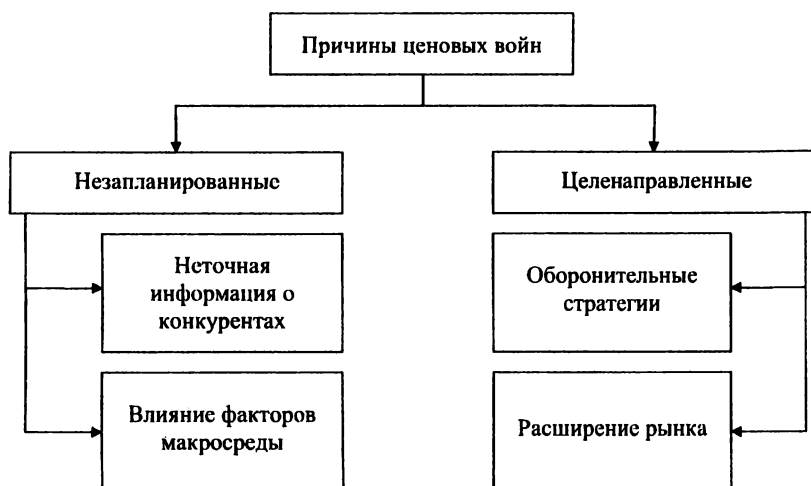 Причины ценовых войн
Незапланированные
Целенаправленные
Неточная
информация о
конкурентах
Оборонительные
стратегии
Влияние факторов
макросреды
Расширение рынка